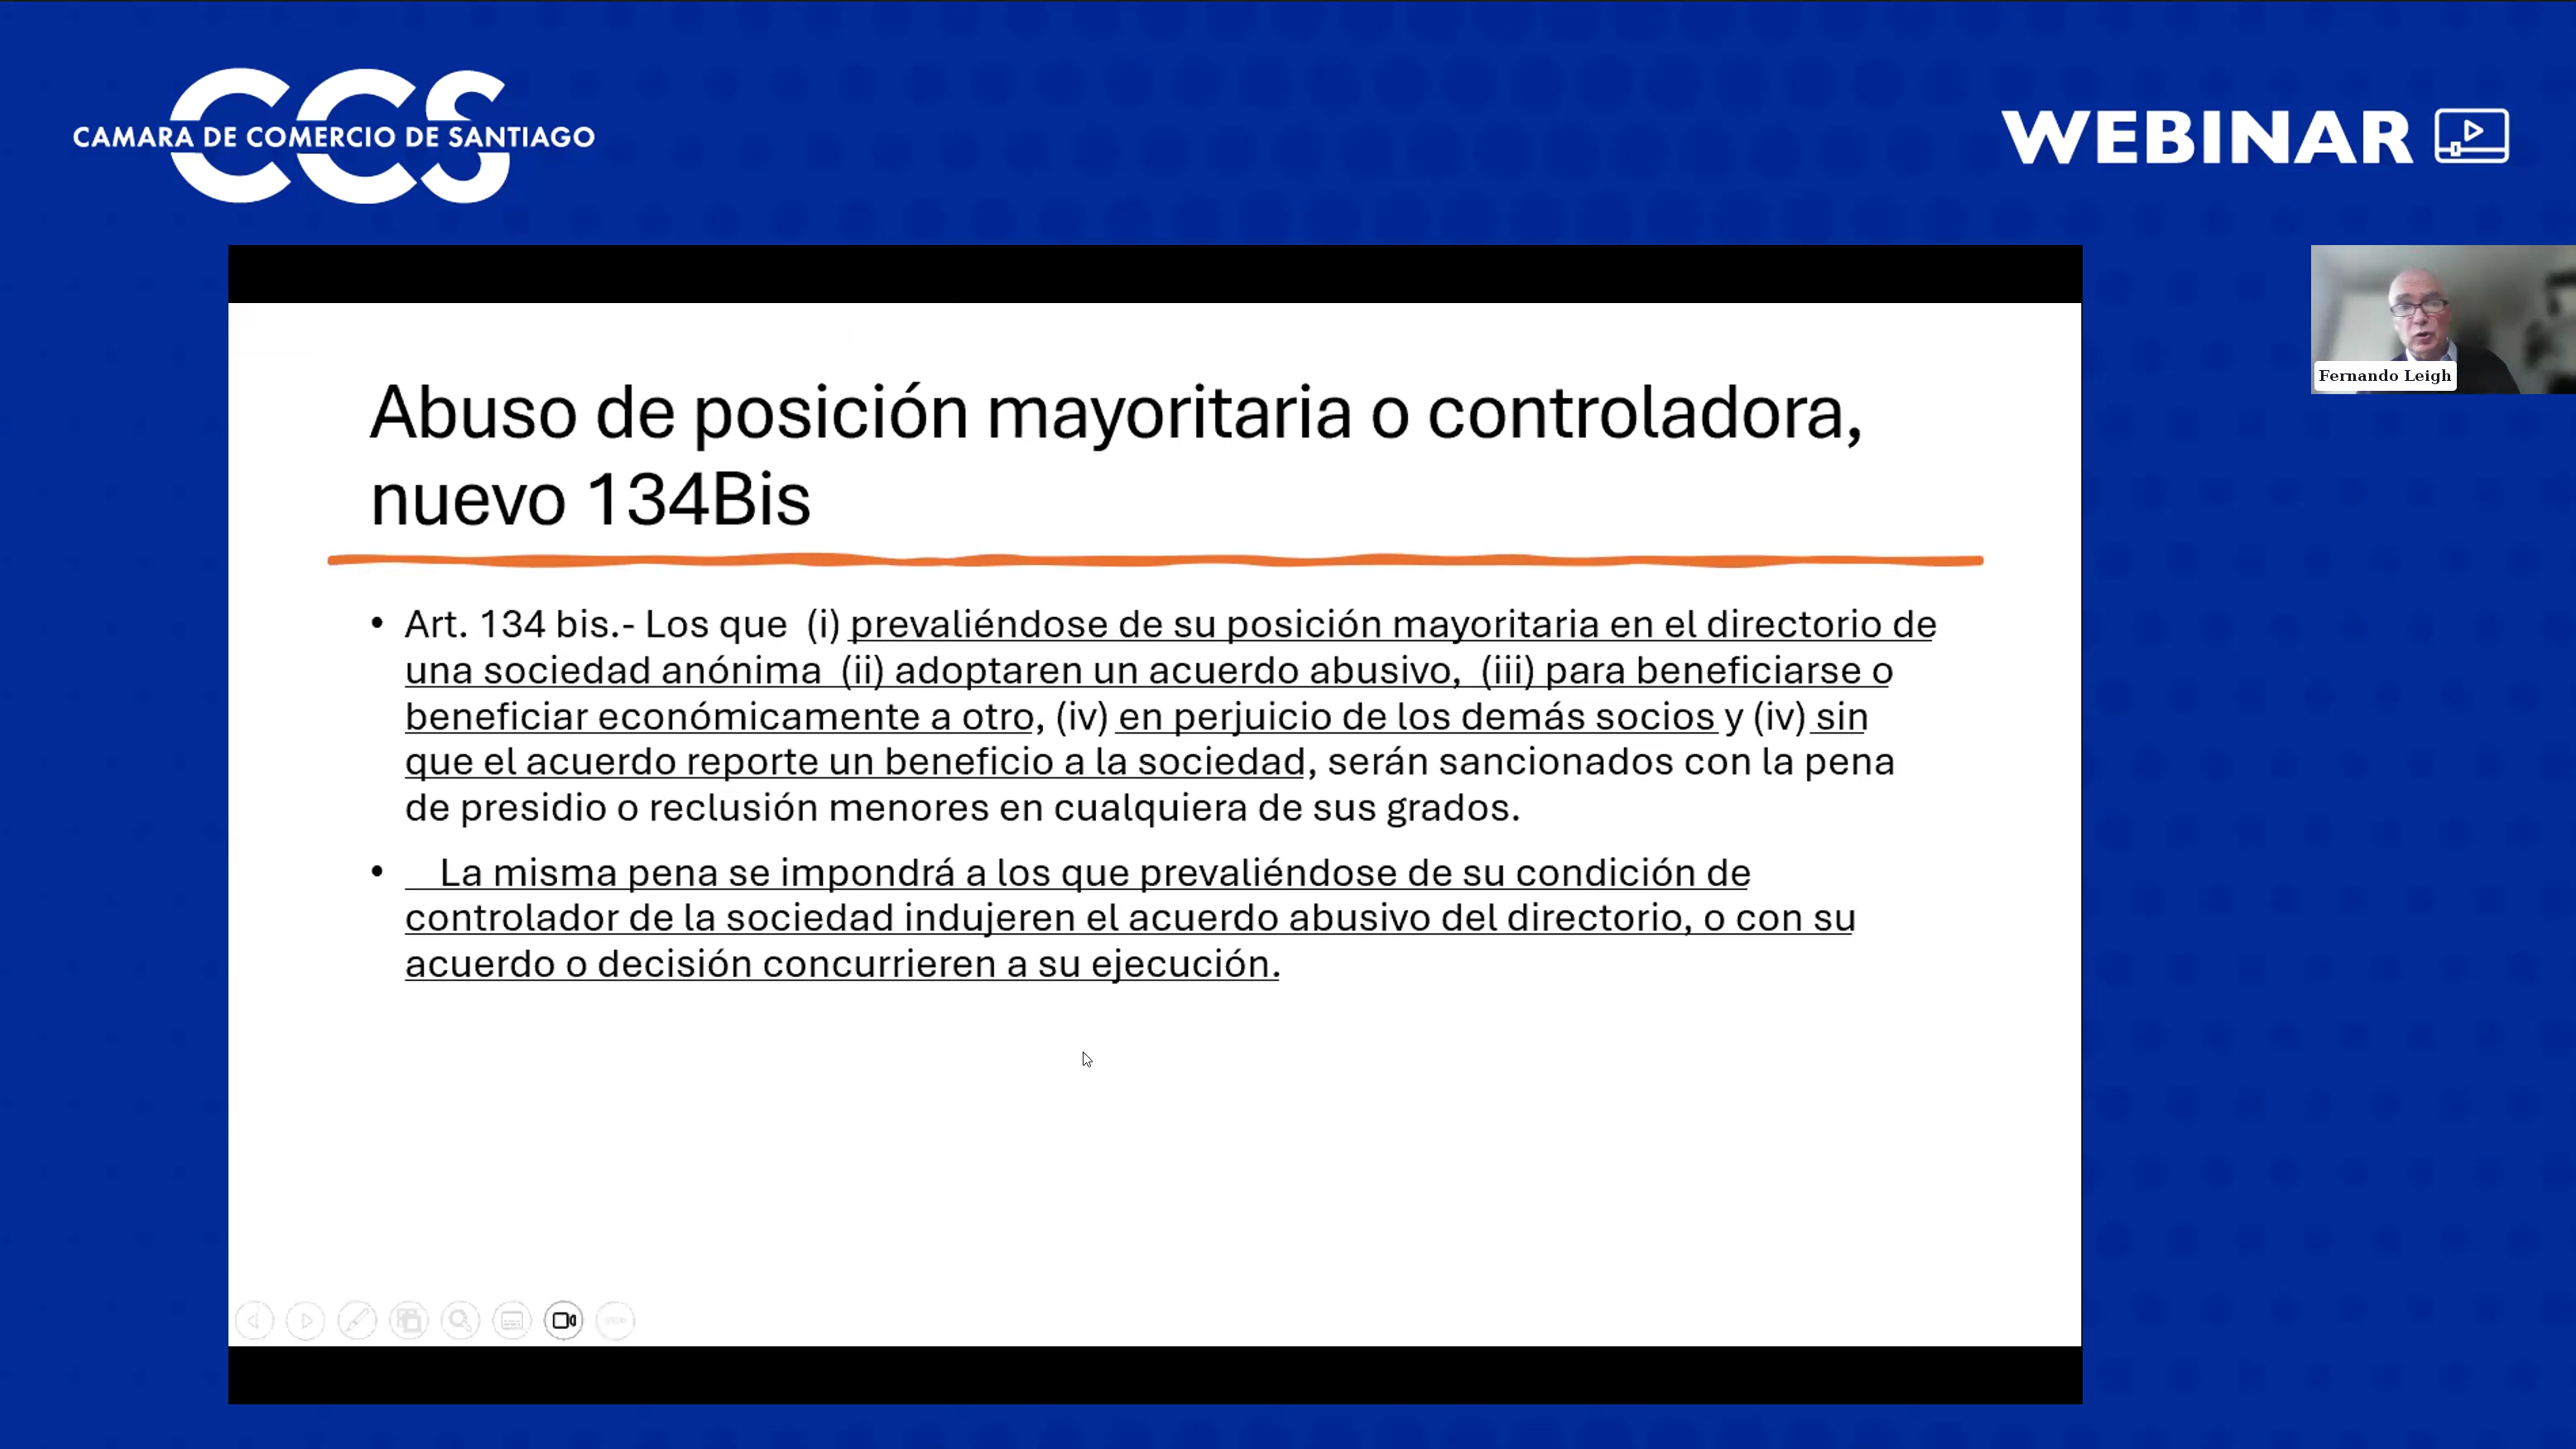 CCS
CAMARA DE COMERCIO DE SANTIAGO
WEBINAR
Fernando Leigh
Abuso de posición mayoritaria o controladora,
nuevo 134Bis
• Art. 134 bis.- Los que  (i) prevaliéndose de su posición mayoritaria en el directorio de
una sociedad anónima  (ii) adoptaren un acuerdo abusivo,  (iii) para beneficiarse o
beneficiar económicamente a otro, (iv) en perjuicio de los demás socios y (iv) sin
que el acuerdo reporte un beneficio a la sociedad, serán sancionados con la pena
de presidio o reclusión menores en cualquiera de sus grados.
• La misma pena se impondrá a los que prevaliéndose de su condición de
controlador de la sociedad indujeren el acuerdo abusivo del directorio, o con su
acuerdo o decisión concurrieren a su ejecución.